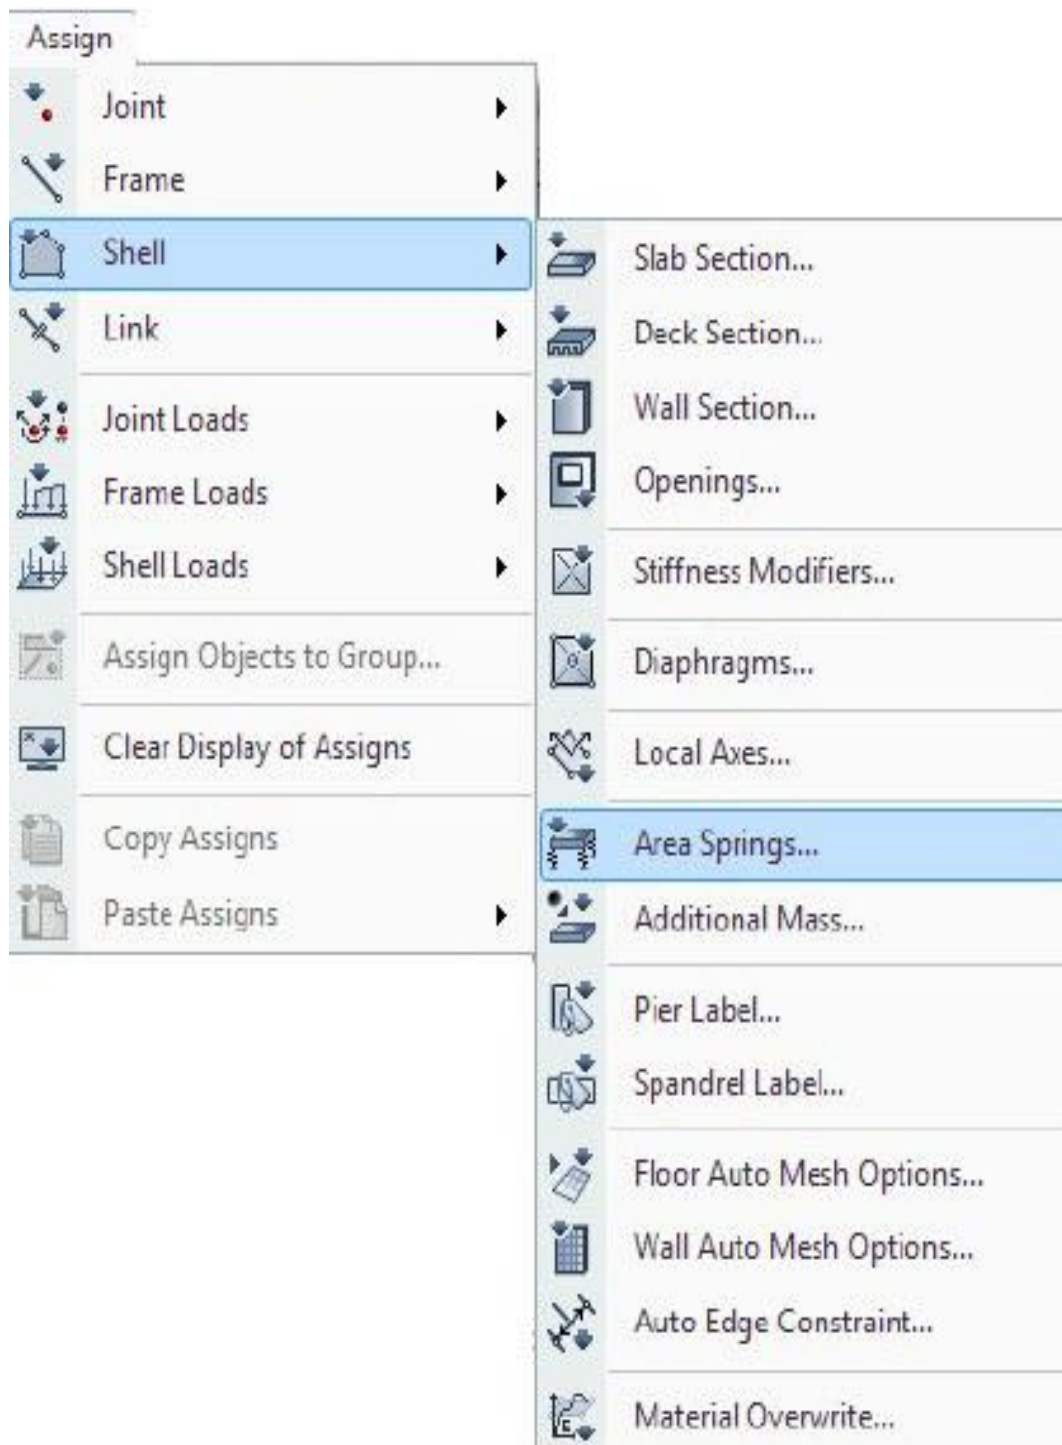 Assign
Joint
Frame
Shell
Link
Joint Loads
Frame Loads
Shell Loads
Assign Objects to Group...
Clear Display of Assigns
Copy Assigns
Paste Assigns
Slab Section...
Deck Section...
Wall Section...
Openings...
Stiffness Modifiers...
Diaphragms...
Local Axes...
Area Springs...
Additional Mass...
Pier Label...
Spandrel Label...
Floor Auto Mesh Options...
Wall Auto Mesh Options...
Auto Edge Constraint...
Material Overwrite...